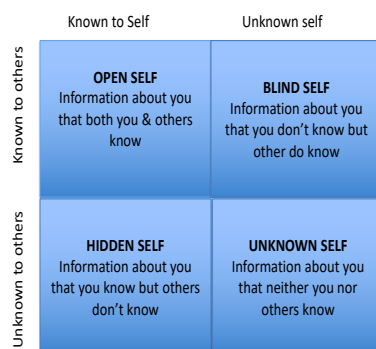 Known to Self
Unknown self
Known to others
OPEN SELF
Information about you
that both you & others
know
BLIND SELF
Information about you
that you don't know but
other do know
Unknown to others
HIDDEN SELF
Information about you
that you know but others
don't know
UNKNOWN SELF
Information about you
that neither you nor
others know